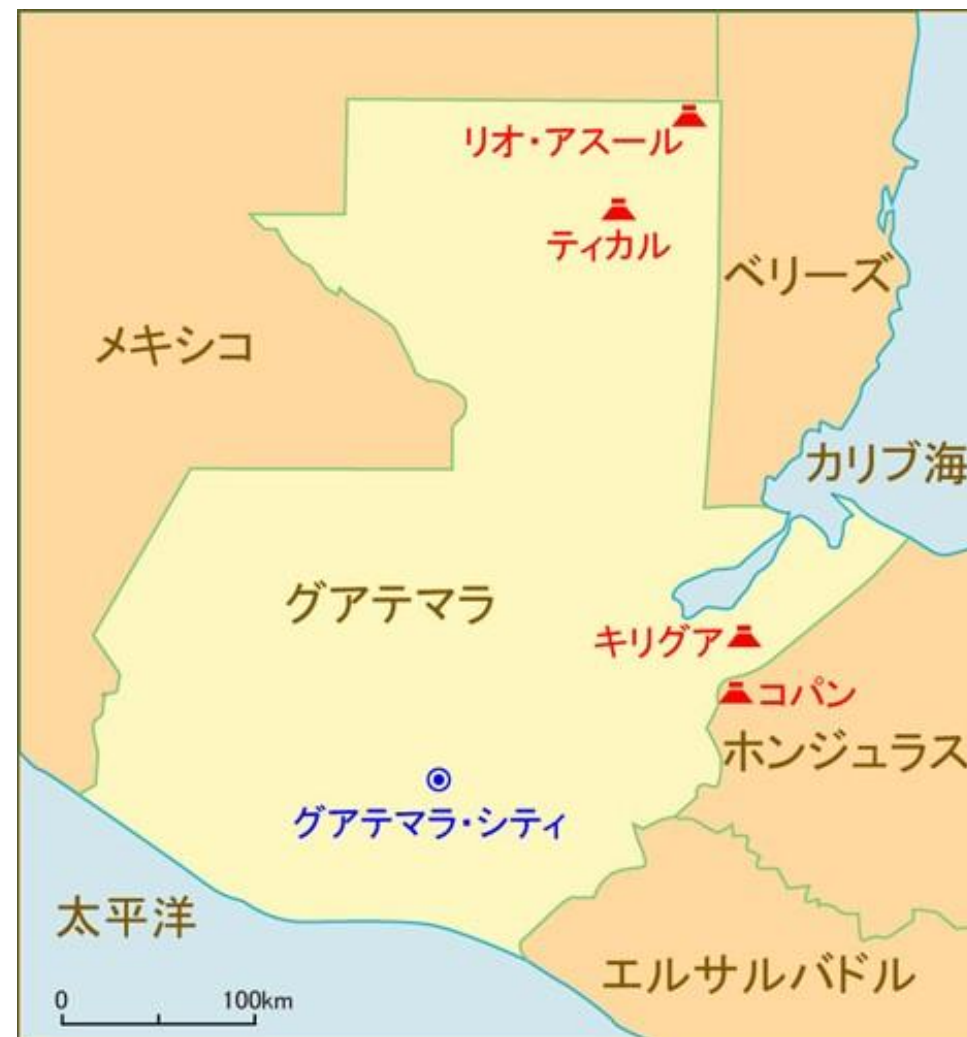 リオ・アスール
ティカル
ベリーズ
メキシコ
カリブ海
グアテマラ
キリグア
コパン
ホンジュラス
グアテマラ・シティ
太平洋
エルサルバドル
0 100km